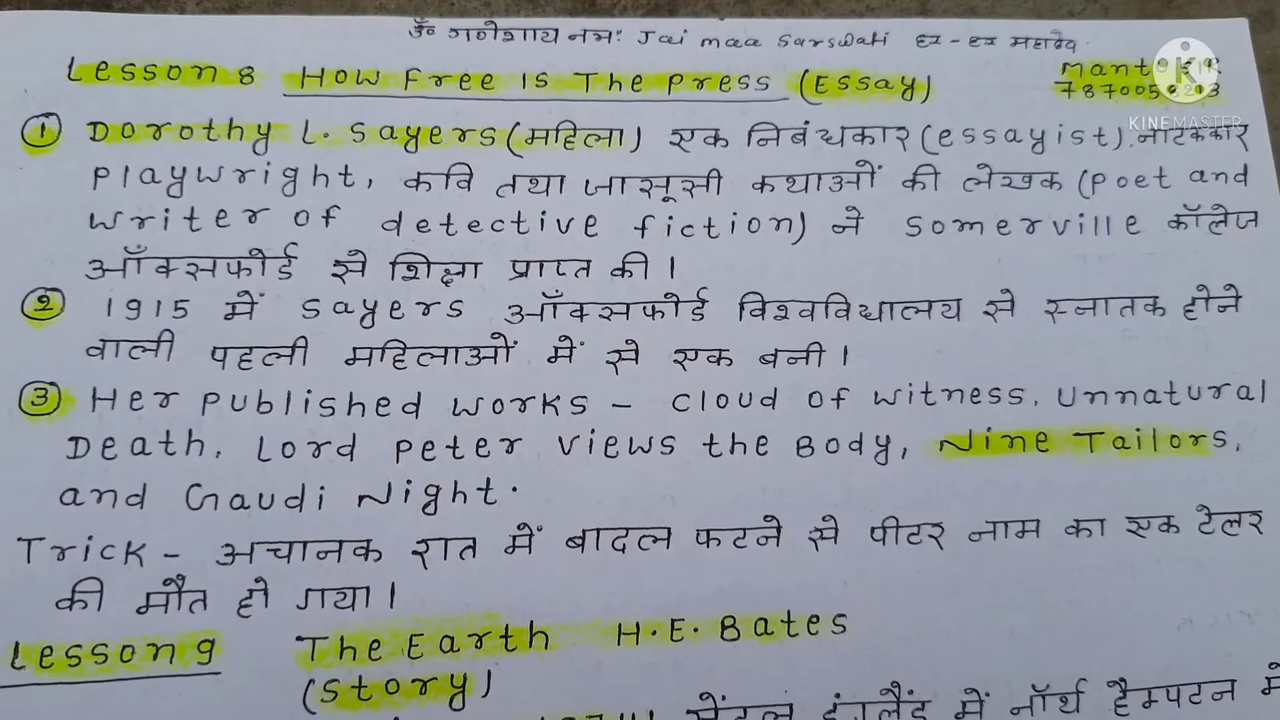 ॐ गणेशाय नमः Jai maa Sarswati हर-हर महादेव
Lesson 8 How Free Is The Press (Essay)
KINEMASTER
① Dorothy L. Sayers (महिला) एक निबंधकार (essayist) नाटककार
Playwright, कवि तथा जासूसी कथाओं की लेखक (Poet and
Writer of detective fiction) ने Somerville कॉलेज
ऑक्सफोर्ड से शिक्षा प्राप्त की।
② 1915 में Sayers ऑक्सफोर्ड विश्वविद्यालय से स्नातक होने
वाली पहली महिलाओं में से एक बनी।
③ Her Published Works - Cloud of Witness, Unnatural
Death, Lord Peter Views the Body, Nine Tailors,
and Gaudi Night.
Trick - अचानक रात में बादल फटने से पीटर नाम का एक टेलर
की मौत हो गया।
Lesson 9 The Earth H.E. Bates
(Story)
सेंट्रल इंग्लैंड में नॉर्थ हैम्पटन में